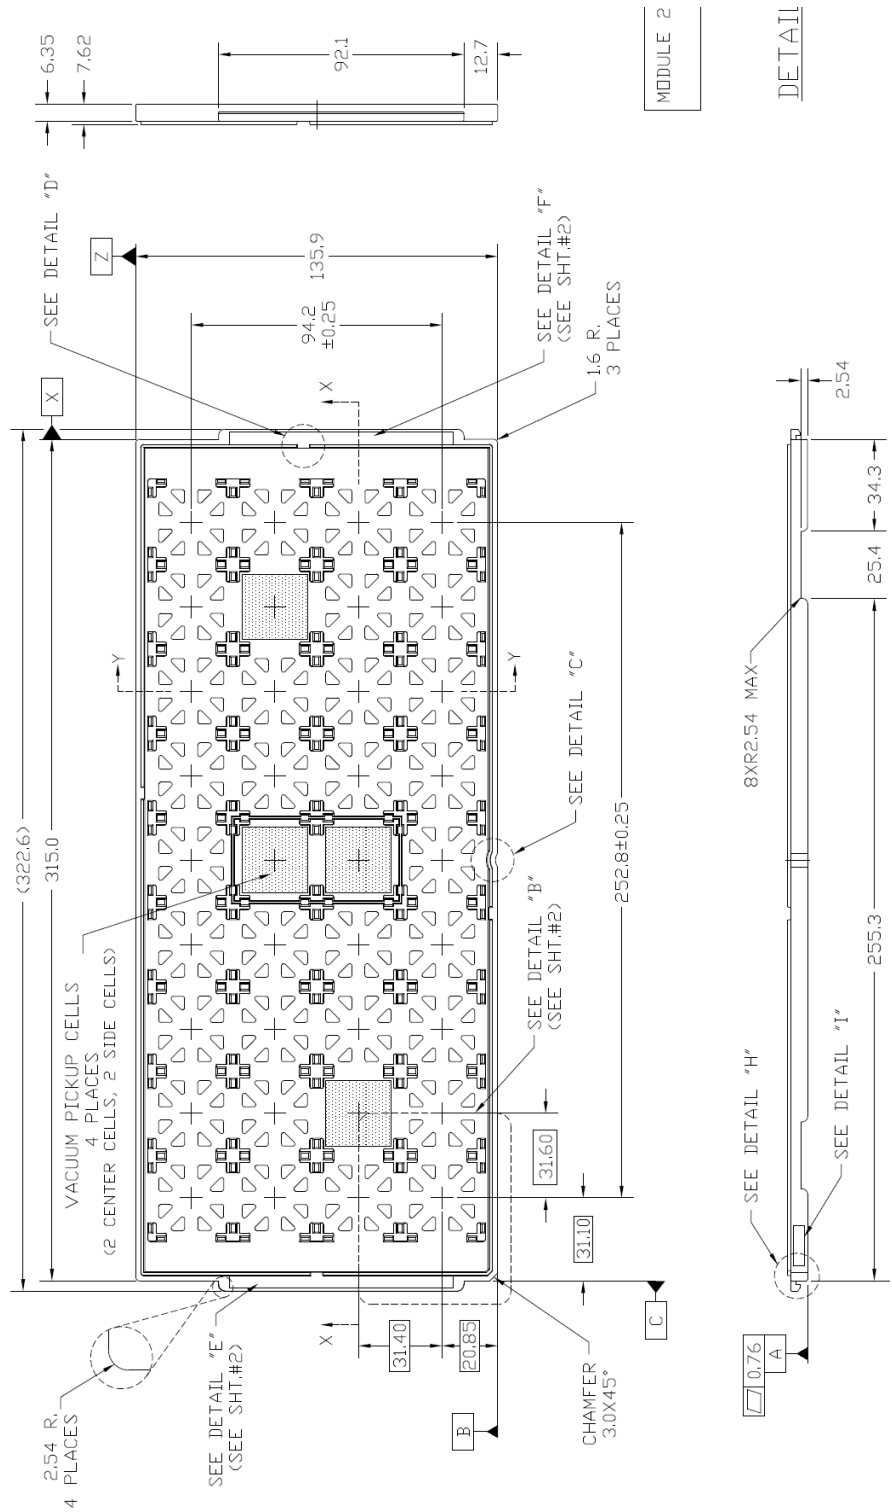 MODULE 2
DETAIL
6.35
7.62
92.1
12.7
SEE DETAIL "D"
Z
135.9
94.2
±0.25
SEE DETAIL "F"
(SEE SHT.#2)
1.6 R.
3 PLACES
X
X
(322.6)
315.0
Y
Y
VACUUM PICKUP CELLS
4 PLACES
(2 CENTER CELLS, 2 SIDE CELLS)
SEE DETAIL "C"
252.8±0.25
SEE DETAIL "B"
(SEE SHT.#2)
31.60
31.10
C
2.54 R.
4 PLACES
SEE DETAIL "E"
(SEE SHT.#2)
X
31.40
20.85
B
CHAMFER
3.0X45°
2.54
34.3
25.4
8XR2.54 MAX
255.3
SEE DETAIL "H"
SEE DETAIL "I"
0.76
A